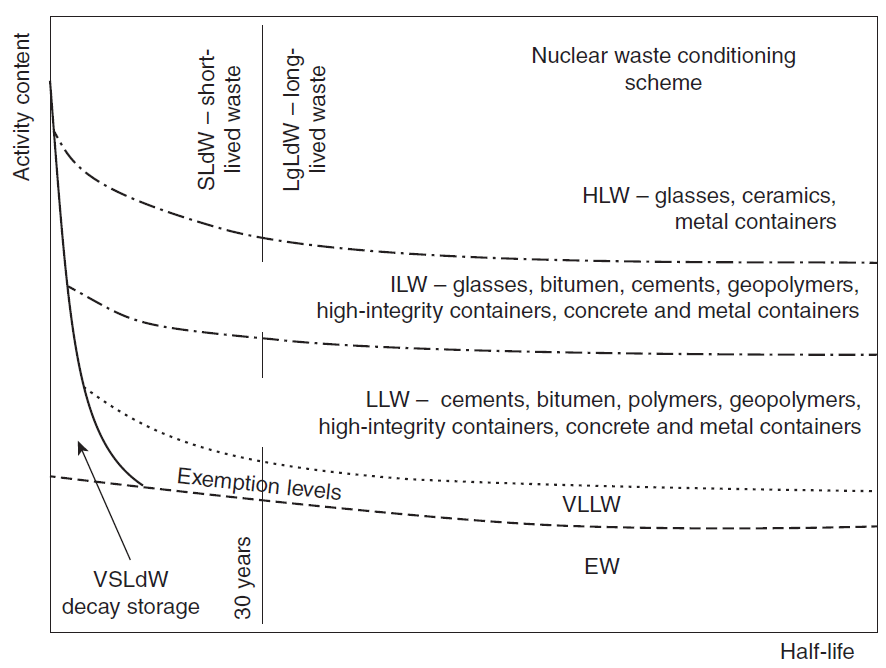 Activity content
SLdW – short-
lived waste
LgLdW – long-
lived waste
Nuclear waste conditioning
scheme
HLW – glasses, ceramics,
metal containers
ILW – glasses, bitumen, cements, geopolymers,
high-integrity containers, concrete and metal containers
LLW – cements, bitumen, polymers, geopolymers,
high-integrity containers, concrete and metal containers
Exemption levels
VLLW
EW
VSLdW
decay storage
30 years
Half-life